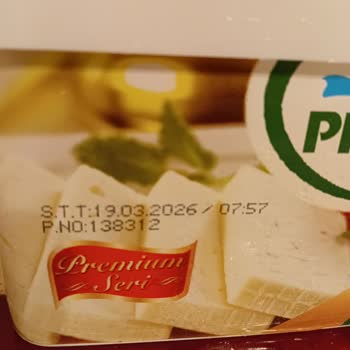 S.T.T:19.03.2026 / 07:57
P.NO:138312
Premium
Seri